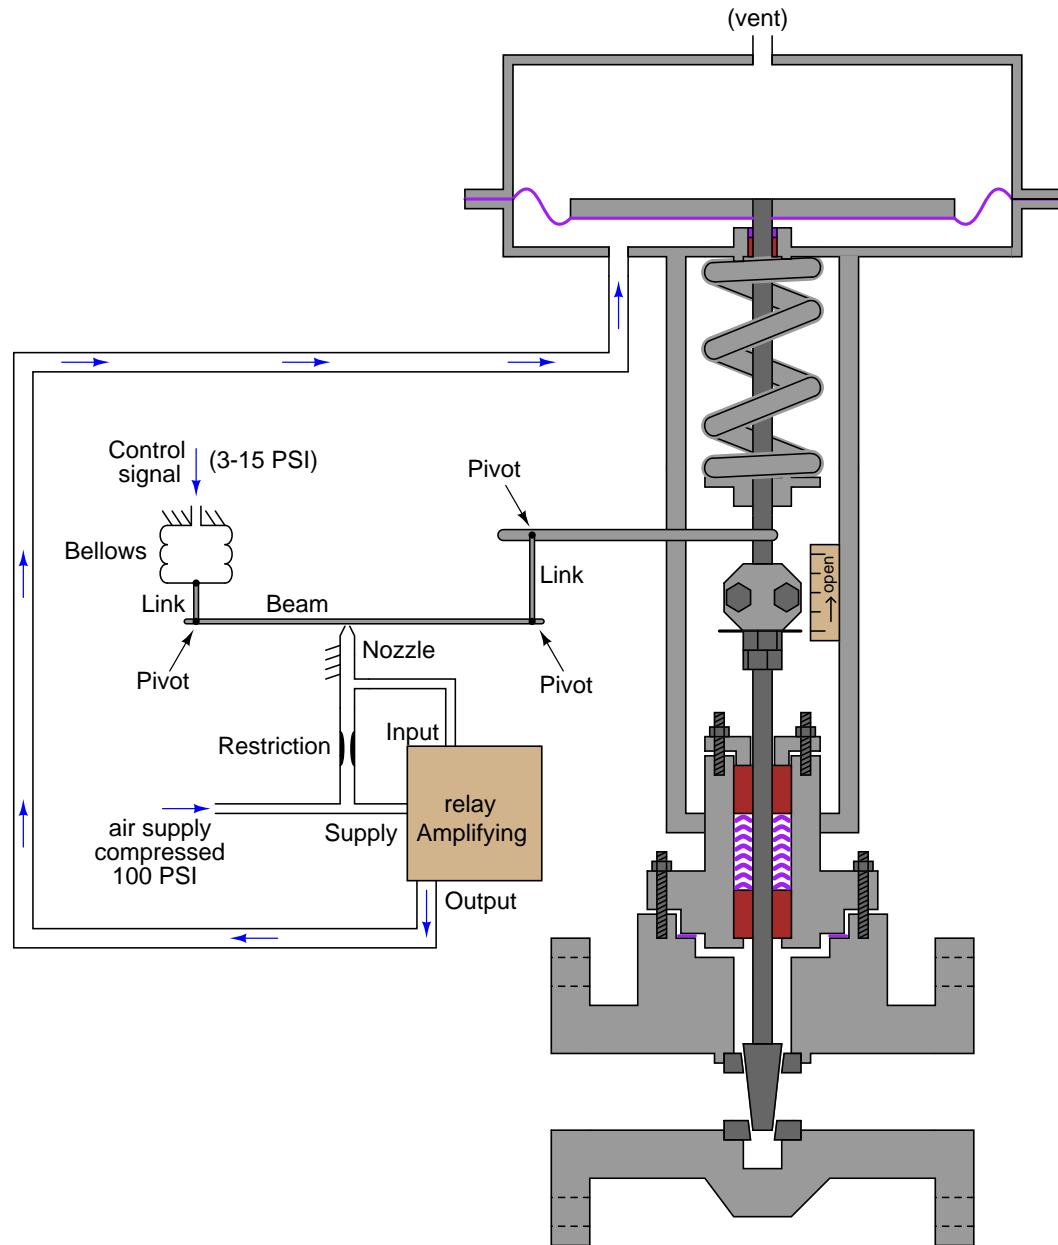 (vent)
Control
signal
(3-15 PSI)
Pivot
Bellows
Link
Link
Beam
open
Nozzle
Pivot
Pivot
Input
Restriction
relay
Amplifying
air supply
compressed
100 PSI
Supply
Output